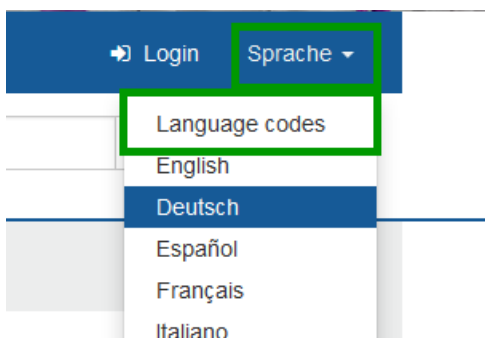 Login Sprache
Language codes
English
Deutsch
Español
Français
Italiano